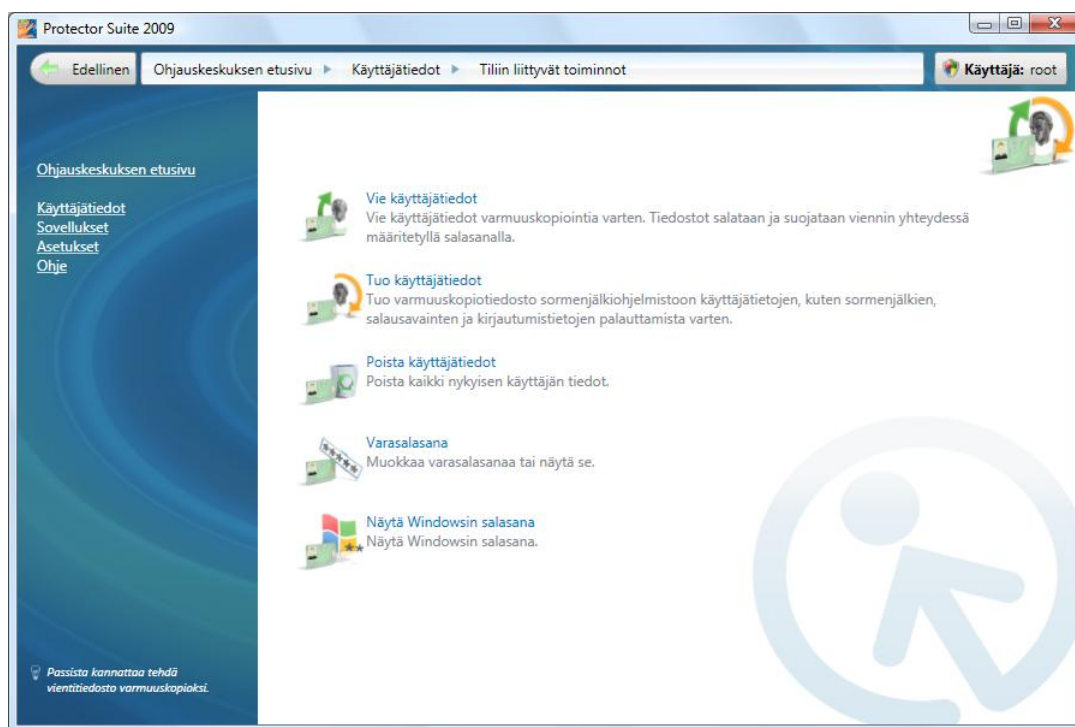 Protector Suite 2009
Edellinen
Ohjauskeskuksen etusivu
Käyttäjätiedot
Tiliin liittyvät toiminnot
Käyttäjä: root
Ohjauskeskuksen etusivu
Käyttäjätiedot
Sovellukset
Asetukset
Ohje
Vie käyttäjätiedot
Vie käyttäjätiedot varmuuskopiointia varten. Tiedostot salataan ja suojataan viennin yhteydessä
määritetyllä salasanalla.
Tuo käyttäjätiedot
Tuo varmuuskopiotiedosto sormenjälkiohjelmistoon käyttäjätietojen, kuten sormenjälkien,
salausavainten ja kirjautumistietojen palauttamista varten.
Poista käyttäjätiedot
Poista kaikki nykyisen käyttäjän tiedot.
Varasalasana
Muokkaa varasalasanaa tai näytä se.
Näytä Windowsin salasana
Näytä Windowsin salasana.
Passista kannattaa tehdä
vientitiedosto varmuuskopioksi.